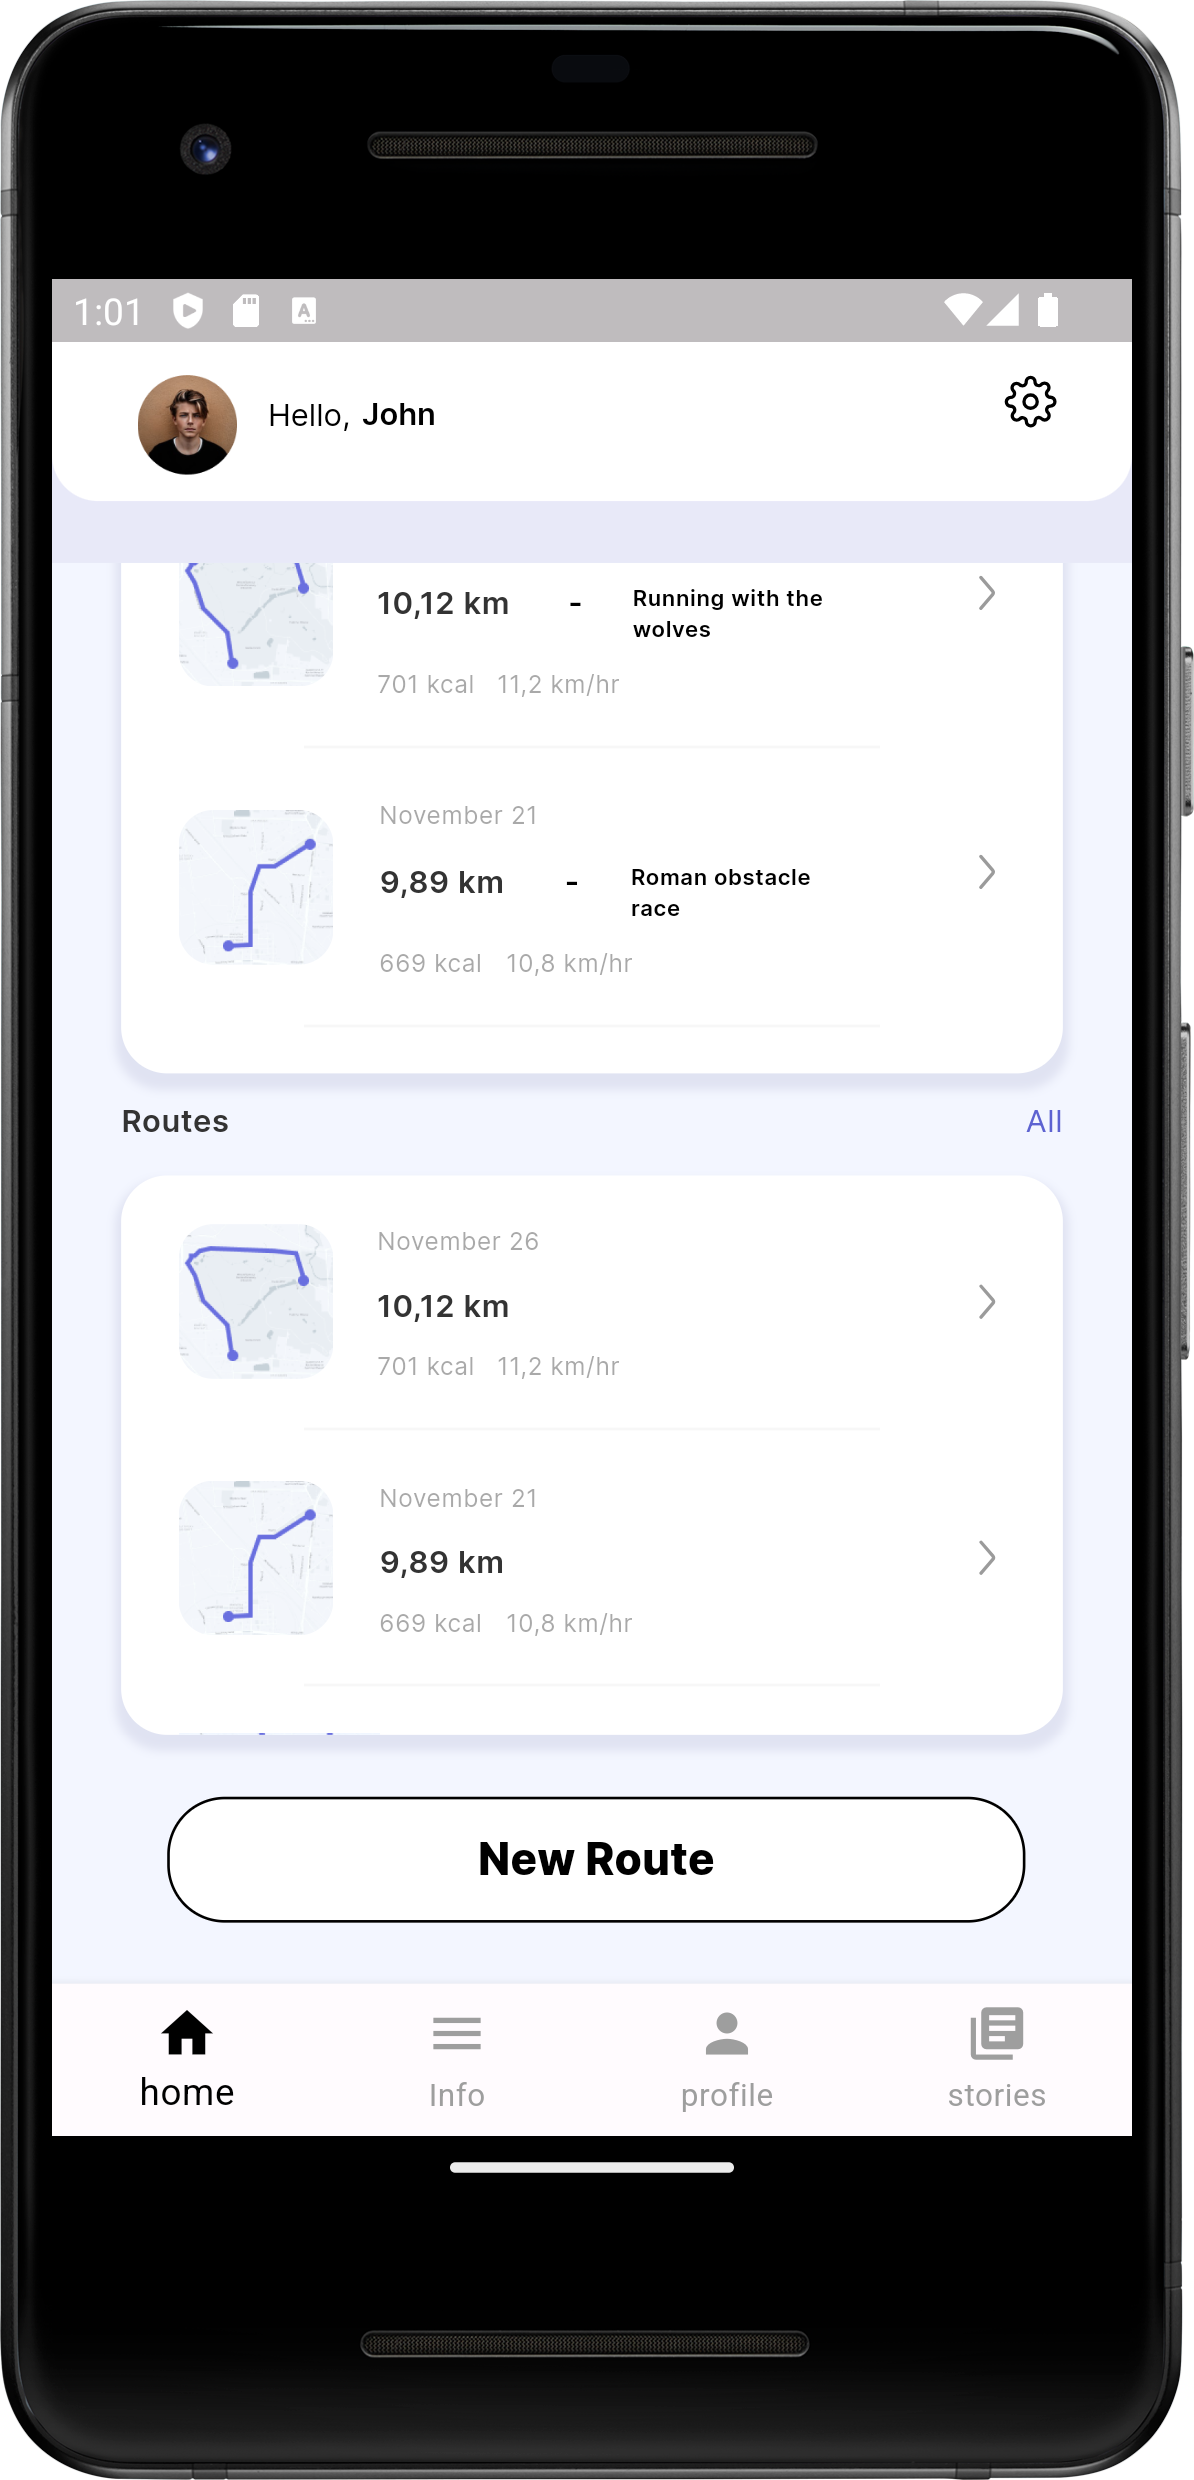 1:01
Hello, John
10,12 km - Running with the
wolves
701 kcal 11,2 km/hr
November 21
9,89 km - Roman obstacle
race
669 kcal 10,8 km/hr
Routes All
November 26
10,12 km
701 kcal 11,2 km/hr
November 21
9,89 km
669 kcal 10,8 km/hr
New Route
home Info profile stories